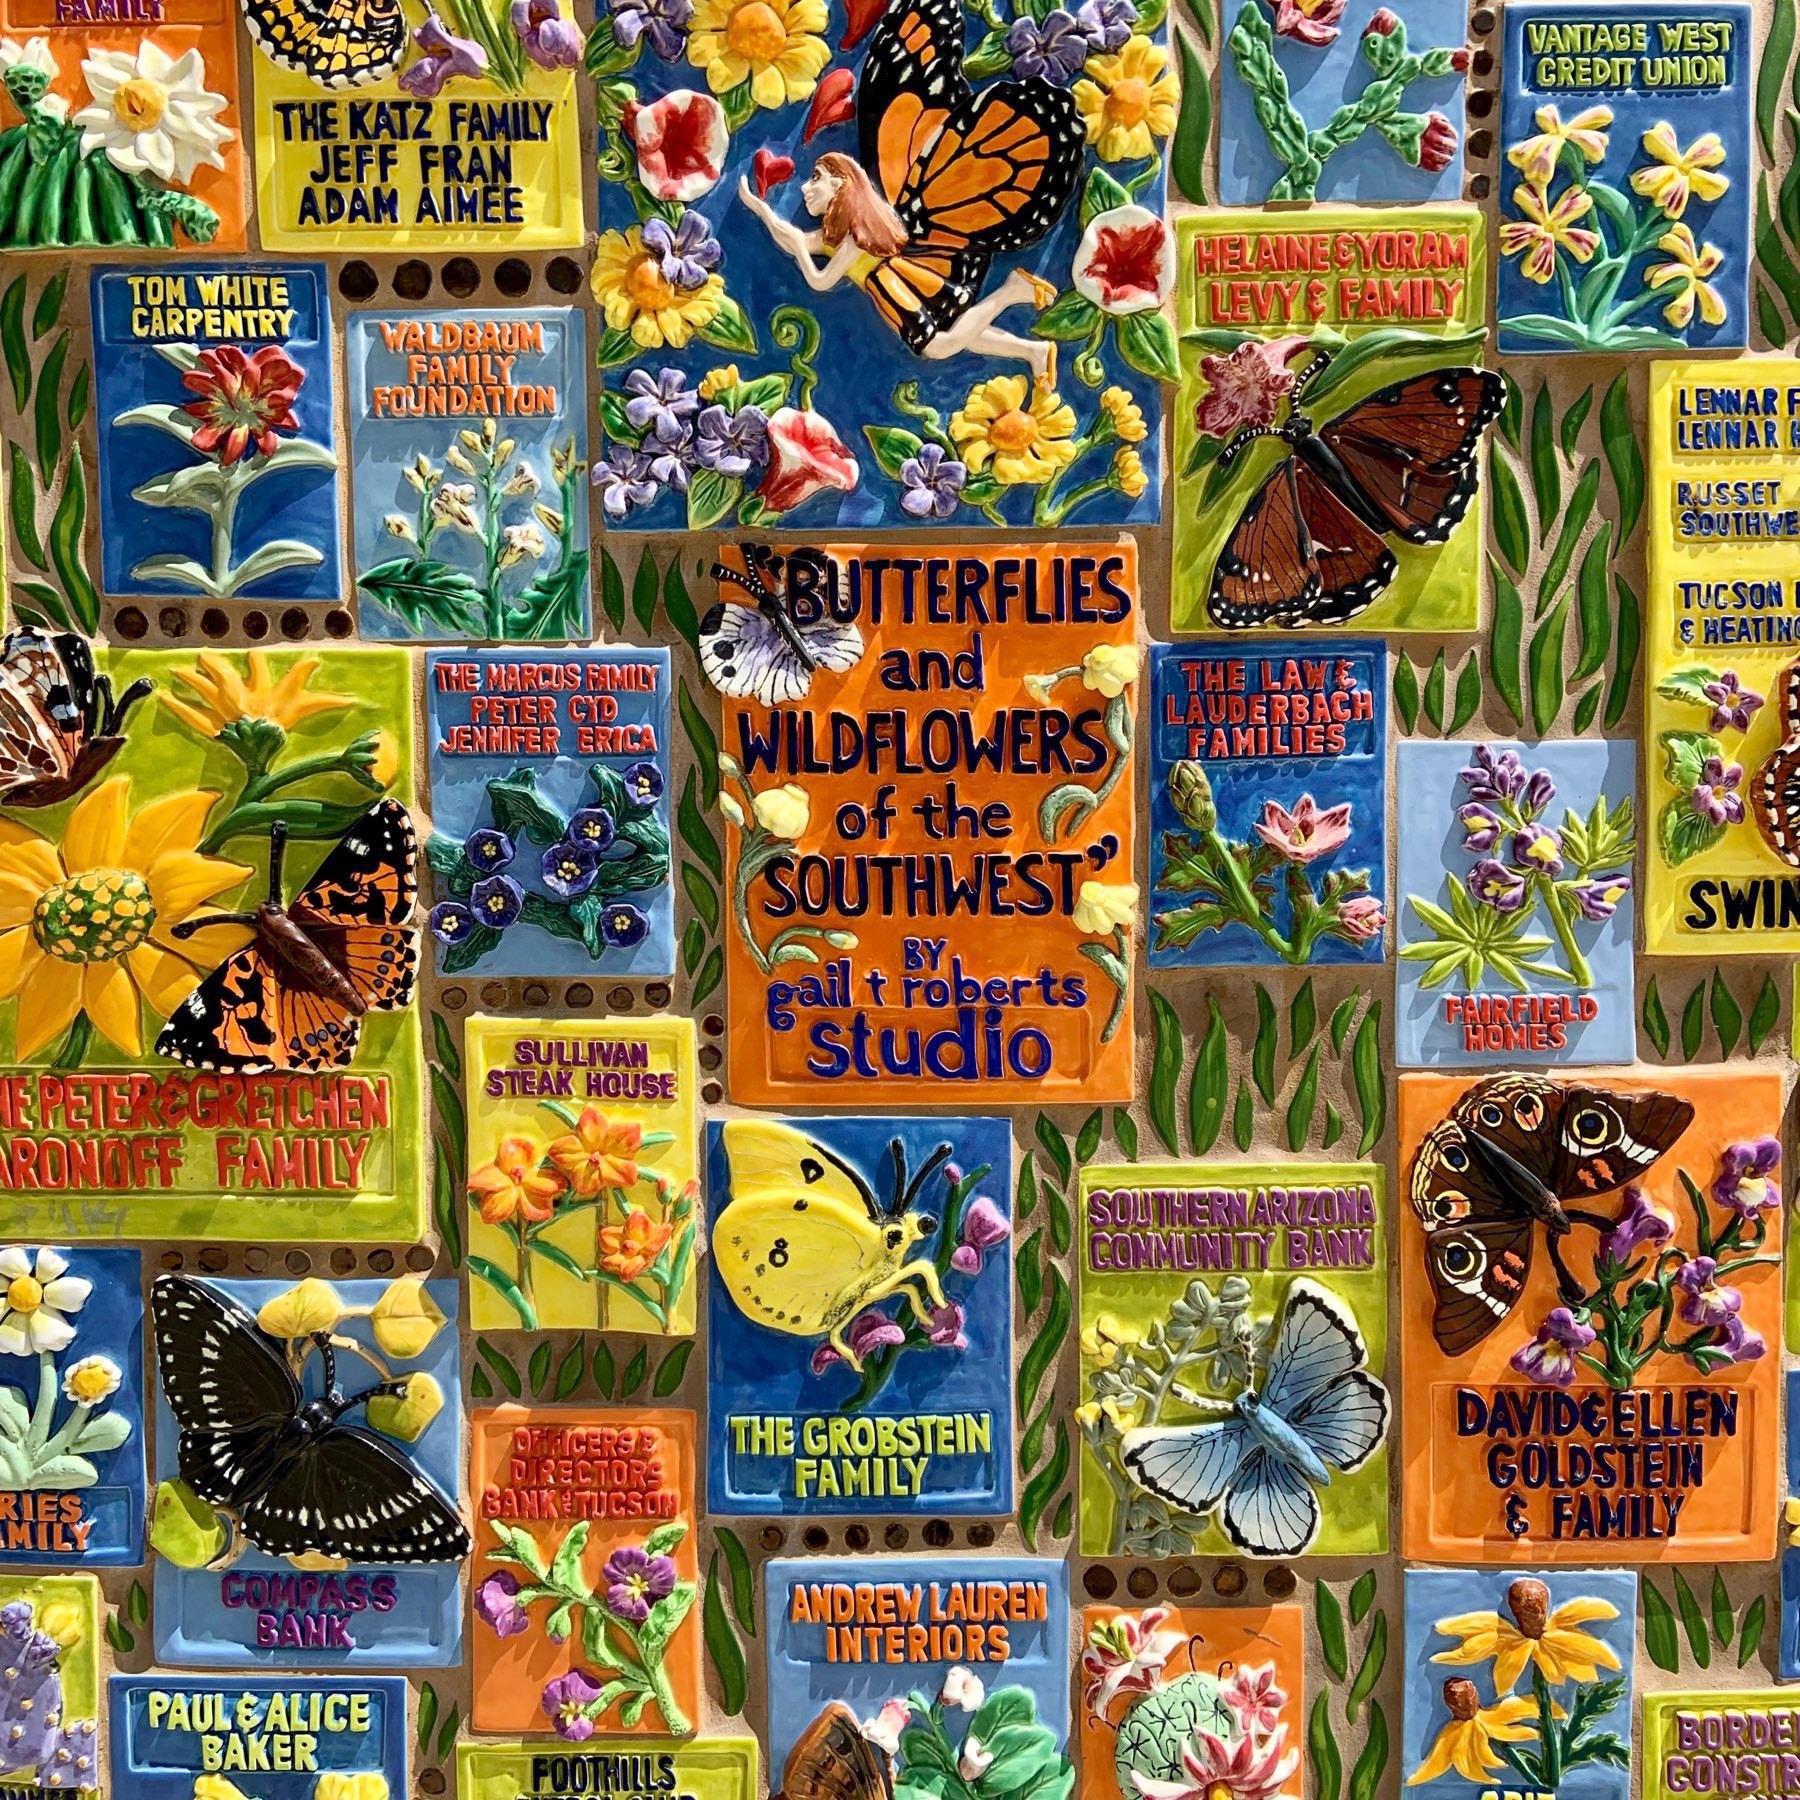 FAMILY
THE KATZ FAMILY
JEFF FRAN
ADAM AIMEE
VANTAGE WEST
CREDIT UNION
TOM WHITE
CARPENTRY
WALDBAUM
FAMILY
FOUNDATION
HELAINE & YORAM
LEVY & FAMILY
LENNAR
LENNAR
RUSSET
TUCSON
& HEATING
SWIN
"BUTTERFLIES
and
WILDFLOWERS
of the
SOUTHWEST"
BY
gail t roberts
studio
THE MARCUS FAMILY
PETER CYD
JENNIFER ERICA
THE LAW &
LAUDERBACH
FAMILIES
FAIRFIELD
HOMES
PETER & GRETCHEN
ARONOFF FAMILY
SULLIVAN
STEAK HOUSE
THE GROBSTEIN
FAMILY
SOUTHERN ARIZONA
COMMUNITY BANK
DAVID & ELLEN
GOLDSTEIN
& FAMILY
RIES
AMILY
COMPASS
BANK
OFFICERS &
DIRECTORS
BANK OF TUCSON
ANDREW LAUREN
INTERIORS
PAUL & ALICE
BAKER
FOOTHILLS
BORDE
CONSTR